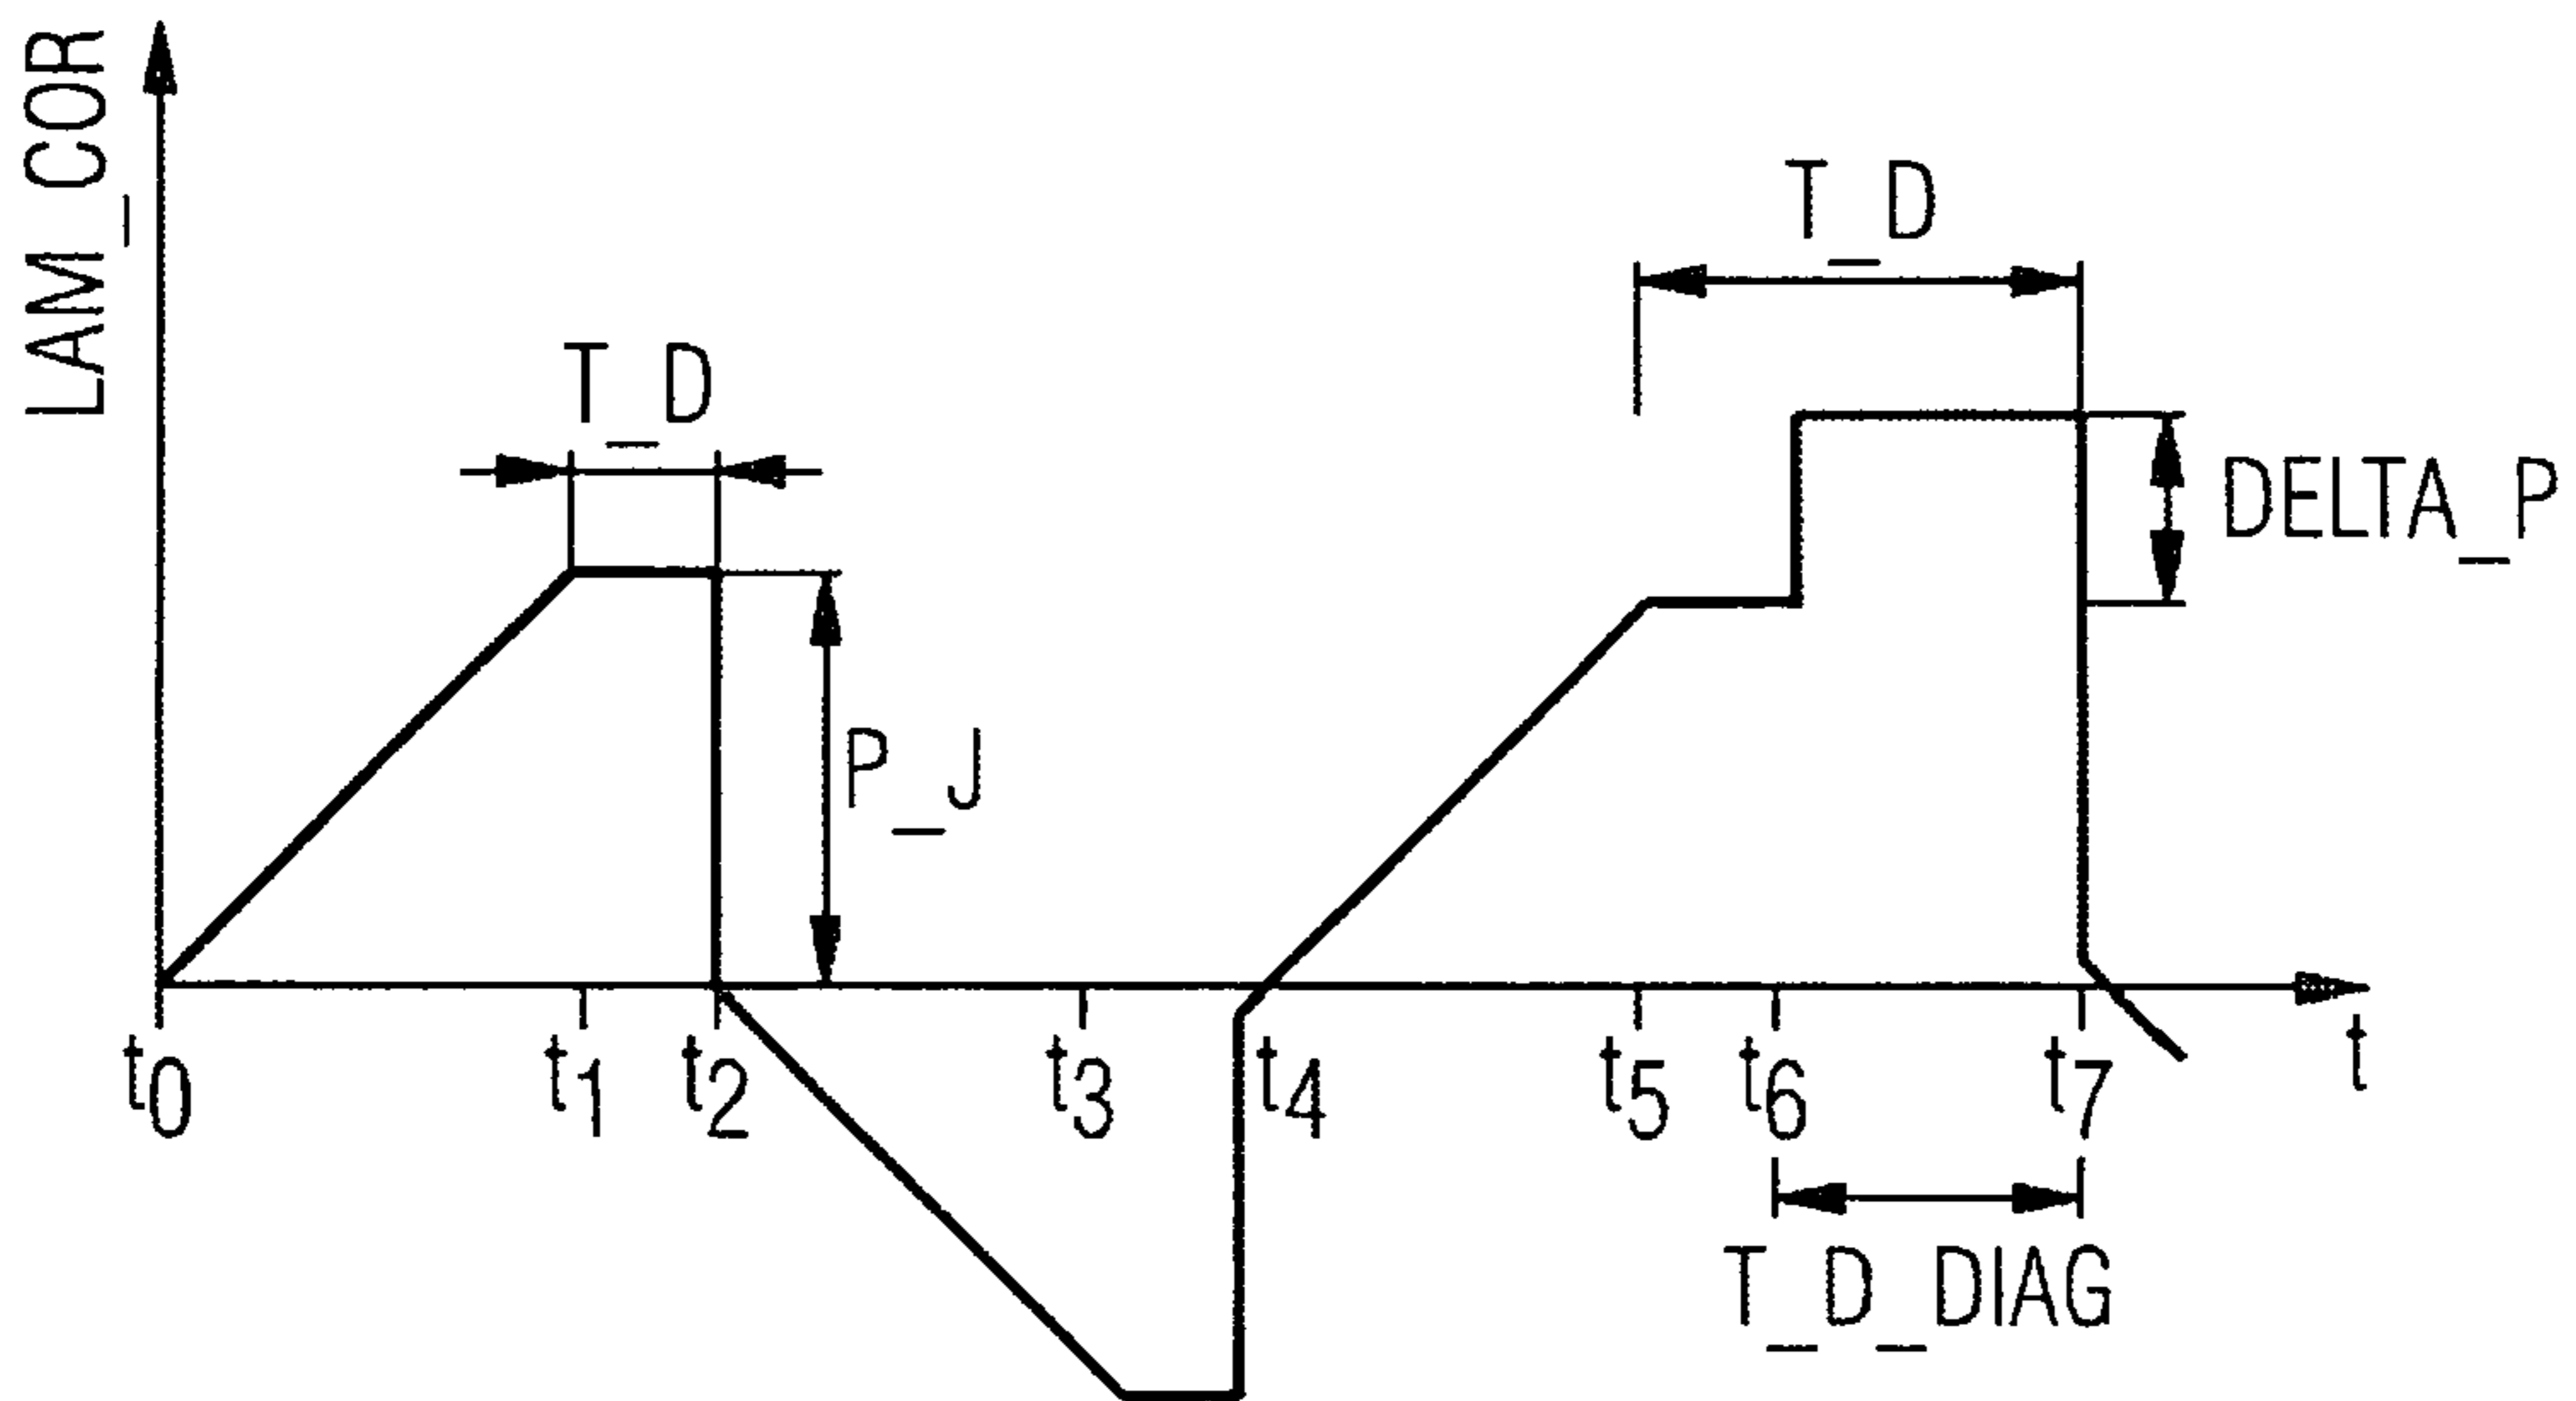 LAM_COR
T_D
T_D
DELTA_P
P_J
t0
t1
t2
t3
t4
t5
t6
t7
t
T_D_DIAG